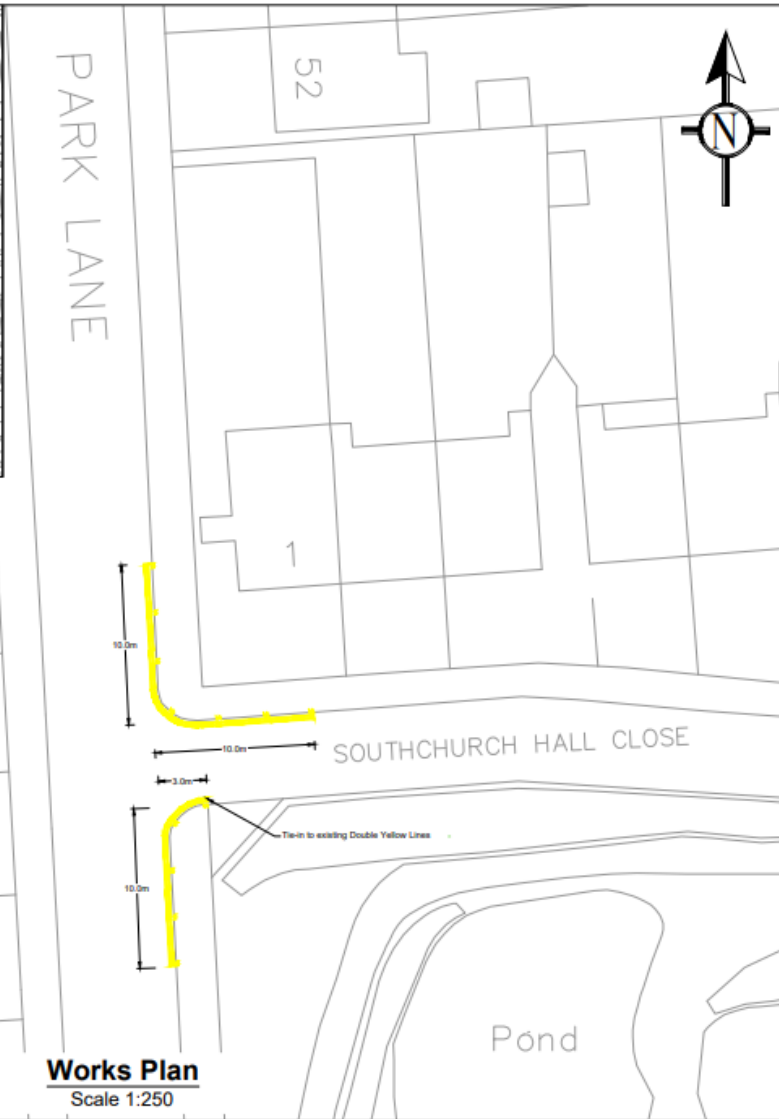 PARK LANE
52
N
1
10.0m
10.0m
SOUTHCHURCH HALL CLOSE
3.0m
Tie-in to existing Double Yellow Lines
10.0m
Pond
Works Plan
Scale 1:250